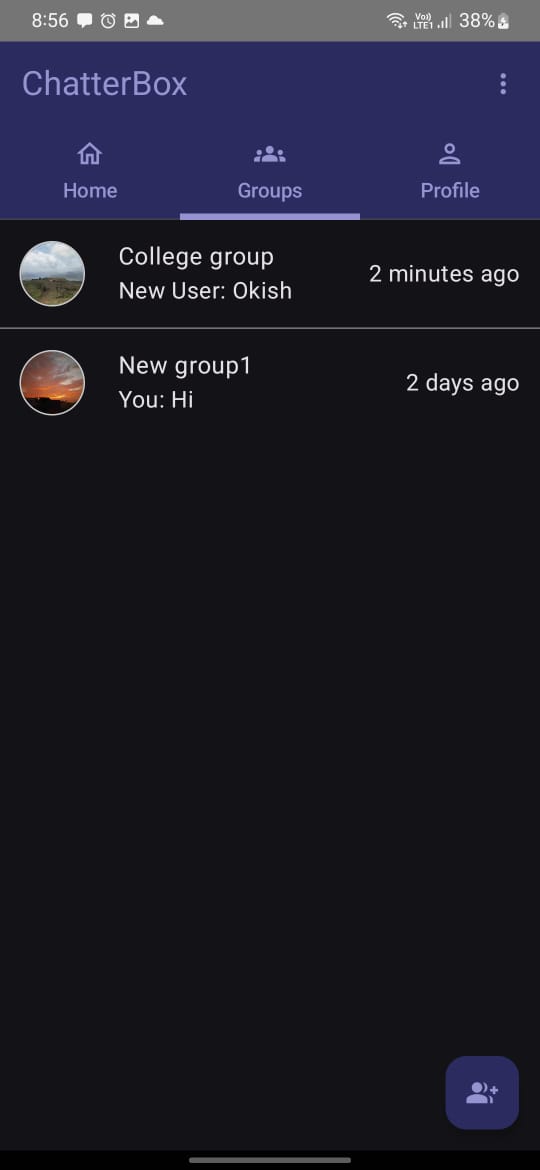 8:56
Vo)) LTE1 38%
ChatterBox
Home
Groups
Profile
College group
New User: Okish
2 minutes ago
New group1
You: Hi
2 days ago